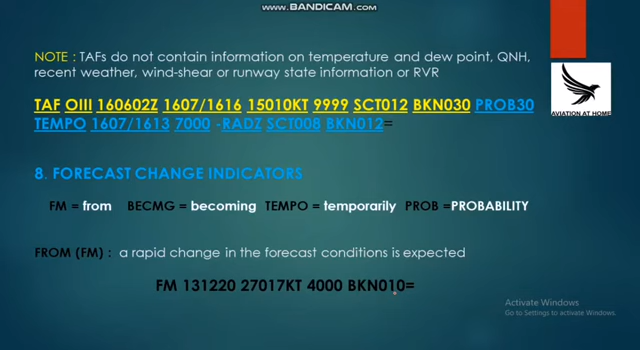 www.BANDICAM.com
NOTE : TAFs do not contain information on temperature and dew point, QNH,
recent weather, wind-shear or runway state information or RVR
TAF OIII 160602Z 1607/1616 15010KT 9999 SCT012 BKN030 PROB30
TEMPO 1607/1613 7000 -RADZ SCT008 BKN012=
AVIATION AT HOME
8. FORECAST CHANGE INDICATORS
FM = from BECMG = becoming TEMPO = temporarily PROB =PROBABILITY
FROM (FM) : a rapid change in the forecast conditions is expected
FM 131220 27017KT 4000 BKN010=
Activate Windows
Go to Settings to activate Windows.